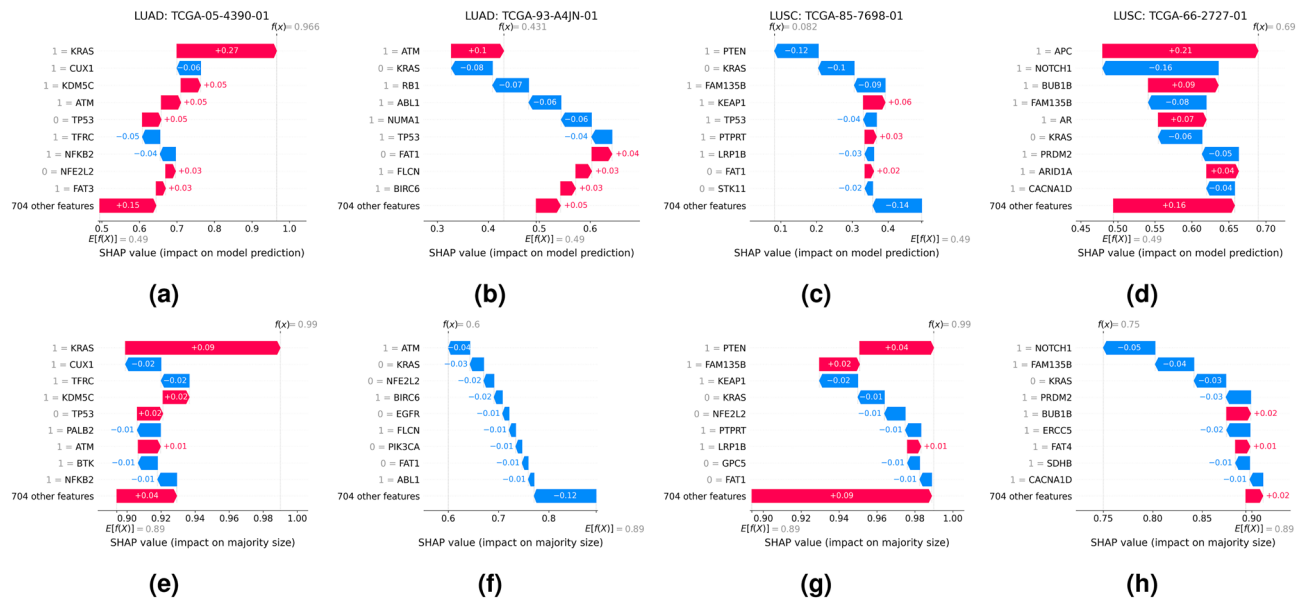 LUAD: TCGA-05-4390-01
f(x) = 0.966
1 = KRAS +0.27
1 = CUX1 −0.06
1 = KDM5C +0.05
1 = ATM +0.05
0 = TP53 +0.05
1 = TFRC −0.05
1 = NFKB2 −0.04
0 = NFE2L2 +0.03
1 = FAT3 +0.03
704 other features +0.15
0.5 0.6 0.7 0.8 0.9 1.0
E[f(X)] = 0.49
SHAP value (impact on model prediction)
(a)
LUAD: TCGA-93-A4JN-01
f(x) = 0.431
1 = ATM +0.1
0 = KRAS −0.08
1 = RB1 −0.07
1 = ABL1 −0.06
1 = NUMA1 −0.06
1 = TP53 −0.04
0 = FAT1 +0.04
1 = FLCN +0.03
1 = BIRC6 +0.03
704 other features +0.05
0.3 0.4 0.5 0.6
E[f(X)] = 0.49
SHAP value (impact on model prediction)
(b)
LUSC: TCGA-85-7698-01
f(x) = 0.082
1 = PTEN −0.12
0 = KRAS −0.1
1 = FAM135B −0.09
1 = KEAP1 +0.06
1 = TP53 −0.04
1 = PTPRT +0.03
1 = LRP1B −0.03
0 = FAT1 +0.02
0 = STK11 −0.02
704 other features −0.14
0.1 0.2 0.3 0.4
E[f(X)] = 0.49
SHAP value (impact on model prediction)
(c)
LUSC: TCGA-66-2727-01
f(x) = 0.69
1 = APC +0.21
1 = NOTCH1 −0.16
1 = BUB1B +0.09
1 = FAM135B −0.08
1 = AR +0.07
0 = KRAS −0.06
1 = PRDM2 −0.05
1 = ARID1A +0.04
1 = CACNA1D −0.04
704 other features +0.16
0.45 0.50 0.55 0.60 0.65 0.70
E[f(X)] = 0.49
SHAP value (impact on model prediction)
(d)
f(x) = 0.99
1 = KRAS +0.09
1 = CUX1 −0.02
1 = TFRC −0.02
1 = KDM5C +0.02
0 = TP53 +0.02
1 = PALB2 −0.01
1 = ATM +0.01
1 = BTK −0.01
1 = NFKB2 −0.01
704 other features +0.04
0.90 0.92 0.94 0.96 0.98 1.00
E[f(X)] = 0.89
SHAP value (impact on majority size)
(e)
f(x) = 0.6
1 = ATM −0.04
0 = KRAS −0.03
0 = NFE2L2 −0.02
1 = BIRC6 −0.02
0 = EGFR −0.01
1 = FLCN −0.01
0 = PIK3CA −0.01
0 = FAT1 −0.01
1 = ABL1 −0.01
704 other features −0.12
0.6 0.7 0.8
E[f(X)] = 0.89
SHAP value (impact on majority size)
(f)
f(x) = 0.99
1 = PTEN +0.04
1 = FAM135B +0.02
1 = KEAP1 −0.02
0 = KRAS −0.01
0 = NFE2L2 −0.01
1 = PTPRT −0.01
1 = LRP1B +0.01
0 = GPC5 −0.01
0 = FAT1 −0.01
704 other features +0.09
0.90 0.92 0.94 0.96 0.98 1.00
E[f(X)] = 0.89
SHAP value (impact on majority size)
(g)
f(x) = 0.75
1 = NOTCH1 −0.05
1 = FAM135B −0.04
0 = KRAS −0.03
1 = PRDM2 −0.03
1 = BUB1B +0.02
1 = ERCC5 −0.02
1 = FAT4 +0.01
1 = SDHB −0.01
1 = CACNA1D −0.01
704 other features +0.02
0.75 0.80 0.85 0.90
E[f(X)] = 0.89
SHAP value (impact on majority size)
(h)